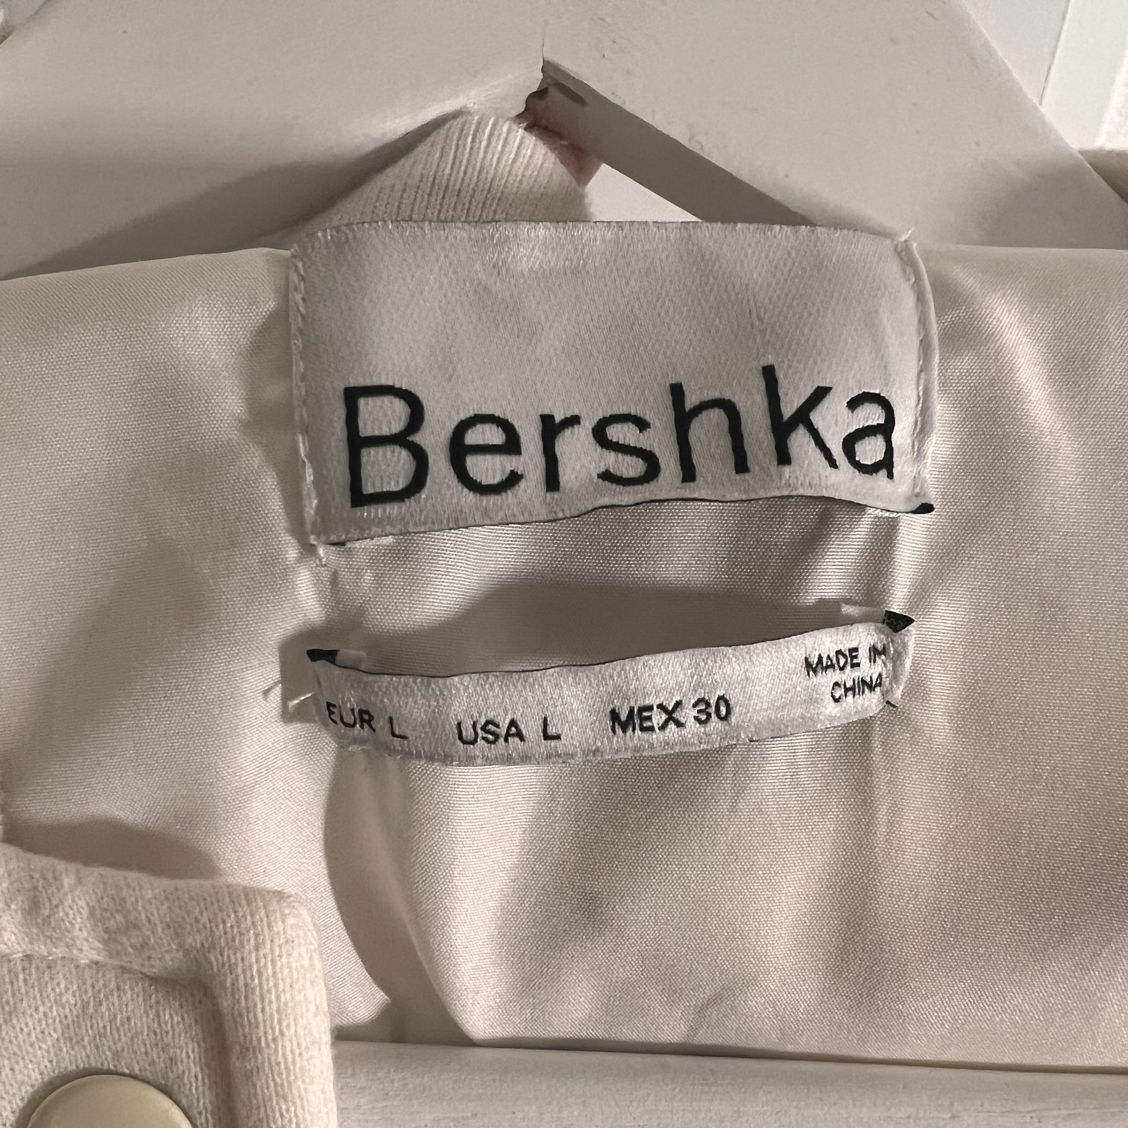 Bershka
EUR L USA L MEX 30
MADE IN
CHINA